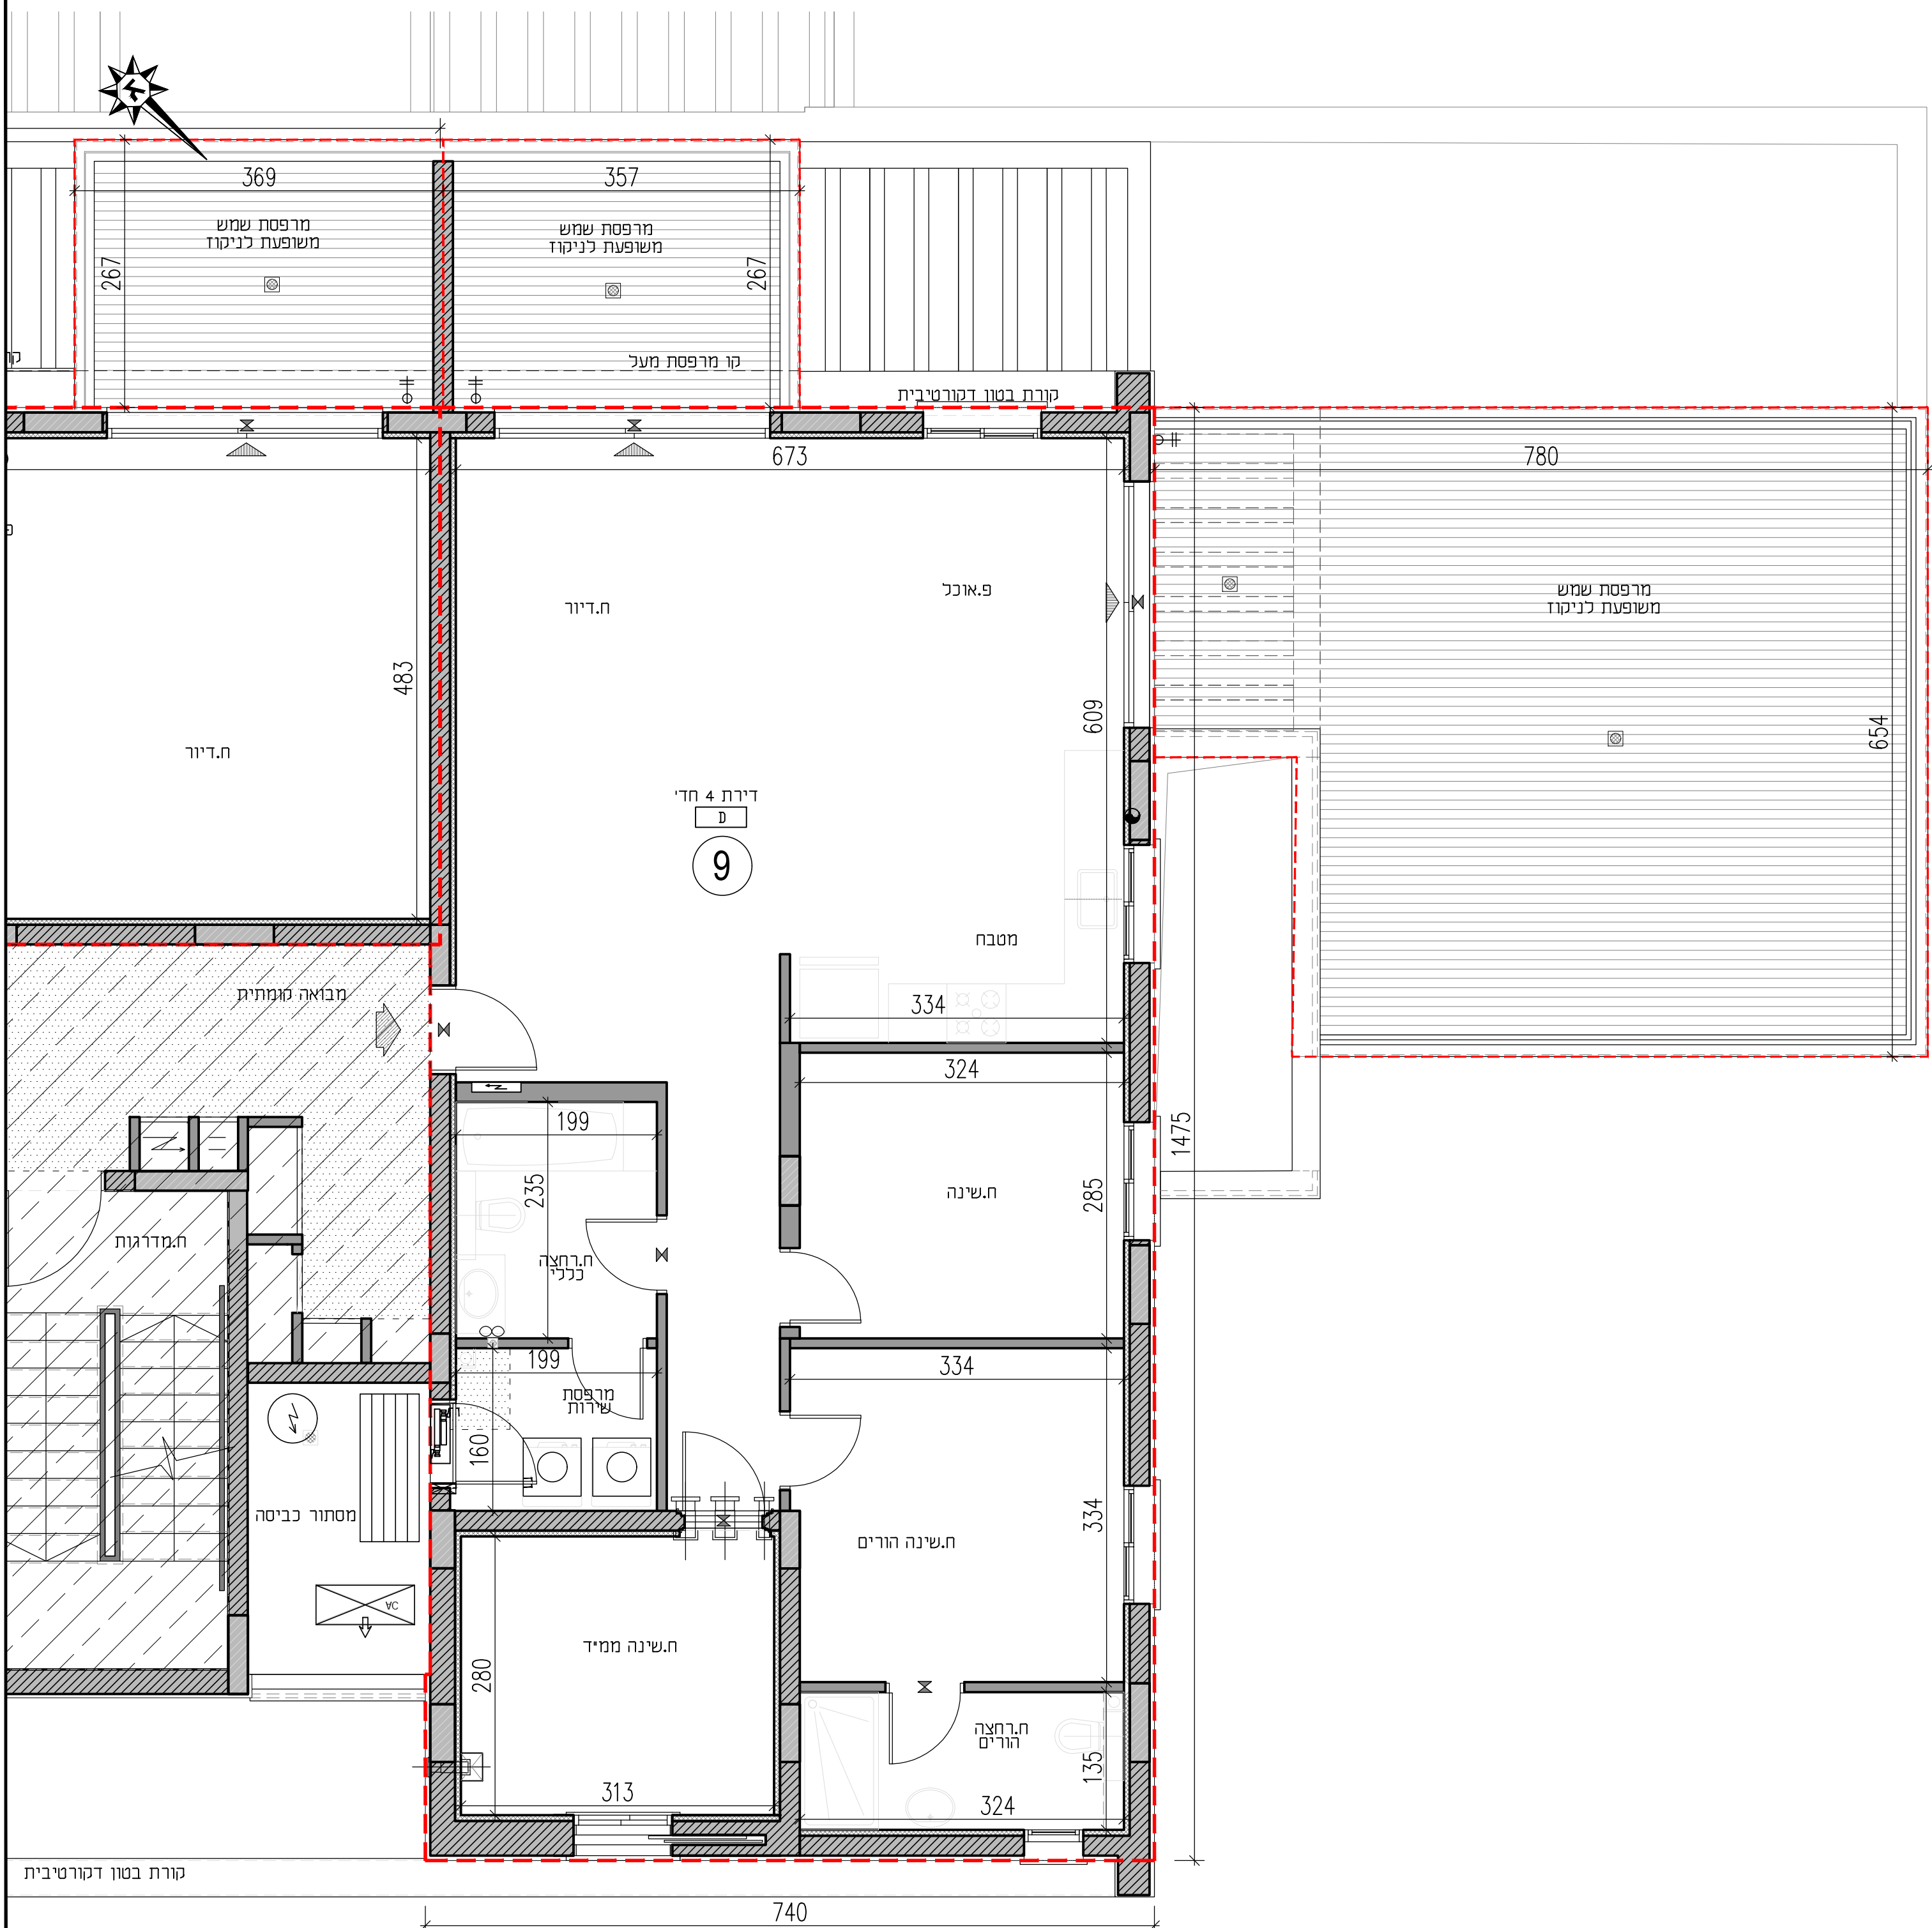 369
357
מרפסת שמש
משופעת לניקוז
מרפסת שמש
משופעת לניקוז
267
267
קו מרפסת מעל
קורת בטון דקורטיבית
673
780
ח.דיור
פ.אוכל
מרפסת שמש
משופעת לניקוז
483
609
654
ח.דיור
דירת 4 חד'
D
9
מטבח
מבואה קומתית
334
324
199
1475
235
285
ח.שינה
ח.מדרגות
ח.רחצה
כללי
199
334
מרפסת
שירות
160
מסתור כביסה
334
ח.שינה הורים
AC
ח.שינה ממ"ד
280
ח.רחצה
הורים
135
313
324
קורת בטון דקורטיבית
740